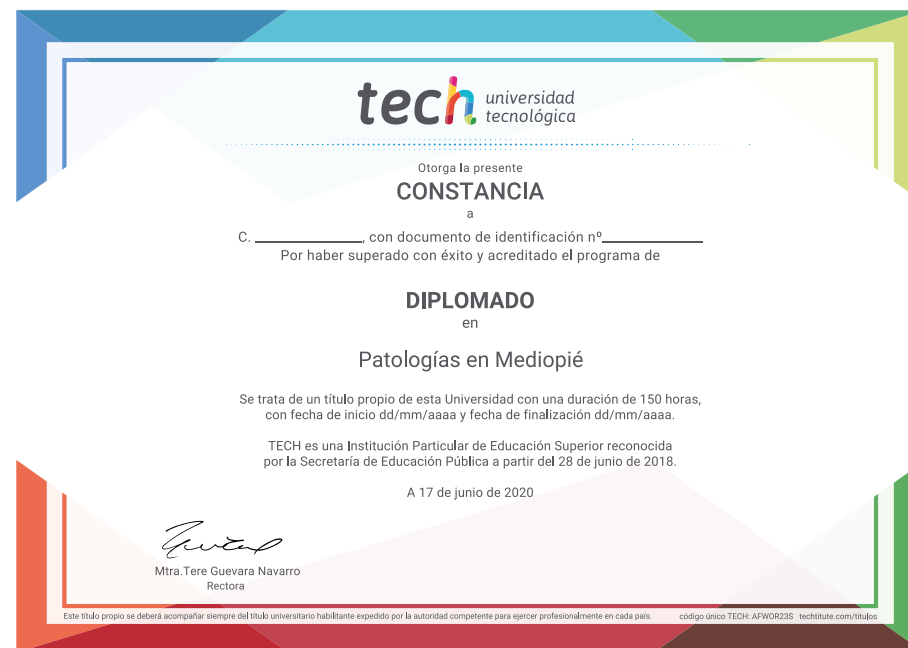 tech universidad
tecnológica
Otorga la presente
CONSTANCIA
a
C. ____________, con documento de identificación nº____________
Por haber superado con éxito y acreditado el programa de
DIPLOMADO
en
Patologías en Mediopié
Se trata de un título propio de esta Universidad con una duración de 150 horas,
con fecha de inicio dd/mm/aaaa y fecha de finalización dd/mm/aaaa.
TECH es una Institución Particular de Educación Superior reconocida
por la Secretaría de Educación Pública a partir del 28 de junio de 2018.
A 17 de junio de 2020
Mtra.Tere Guevara Navarro
Rectora
Este título propio se deberá acompañar siempre del título universitario habilitante expedido por la autoridad competente para ejercer profesionalmente en cada país. código único TECH: AFWOR23S techtitute.com/titulos